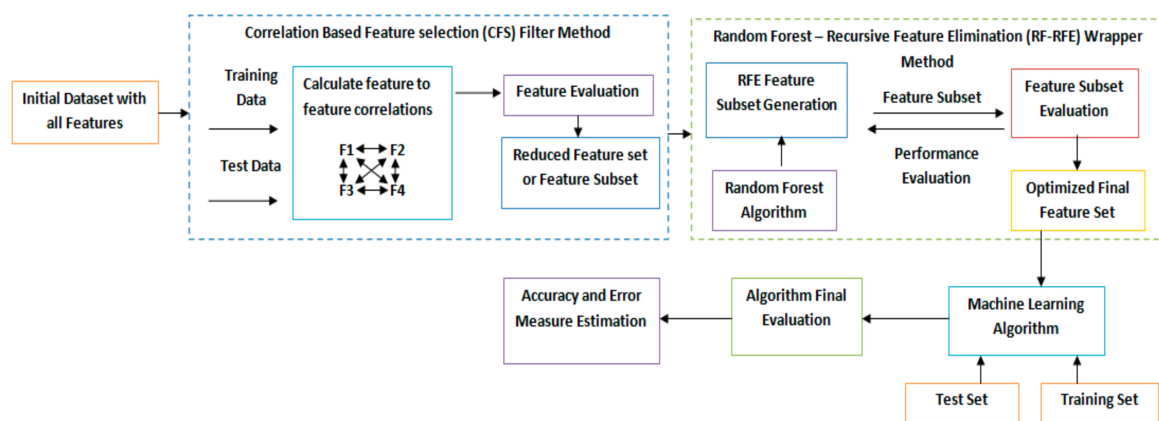 Correlation Based Feature selection (CFS) Filter Method
Initial Dataset with
all Features
Training
Data
Test Data
Calculate feature to
feature correlations
F1 F2
F3 F4
Feature Evaluation
Reduced Feature set
or Feature Subset
Random Forest – Recursive Feature Elimination (RF-RFE) Wrapper
Method
RFE Feature
Subset Generation
Feature Subset
Performance
Evaluation
Feature Subset
Evaluation
Random Forest
Algorithm
Optimized Final
Feature Set
Accuracy and Error
Measure Estimation
Algorithm Final
Evaluation
Machine Learning
Algorithm
Test Set
Training Set